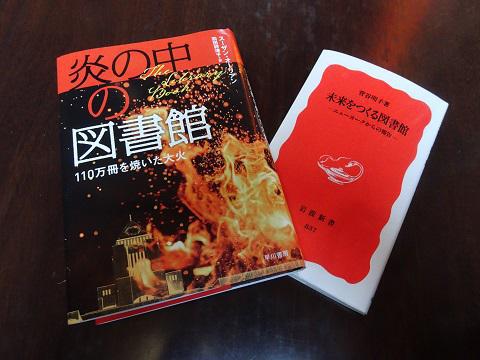 炎の中
の
図書館
110万冊を焼いた大火
The Library
Book
スーザン・オーリアン
早川書房
菅谷明子著
未来をつくる図書館
―ニューヨークからの報告―
岩波新書
837